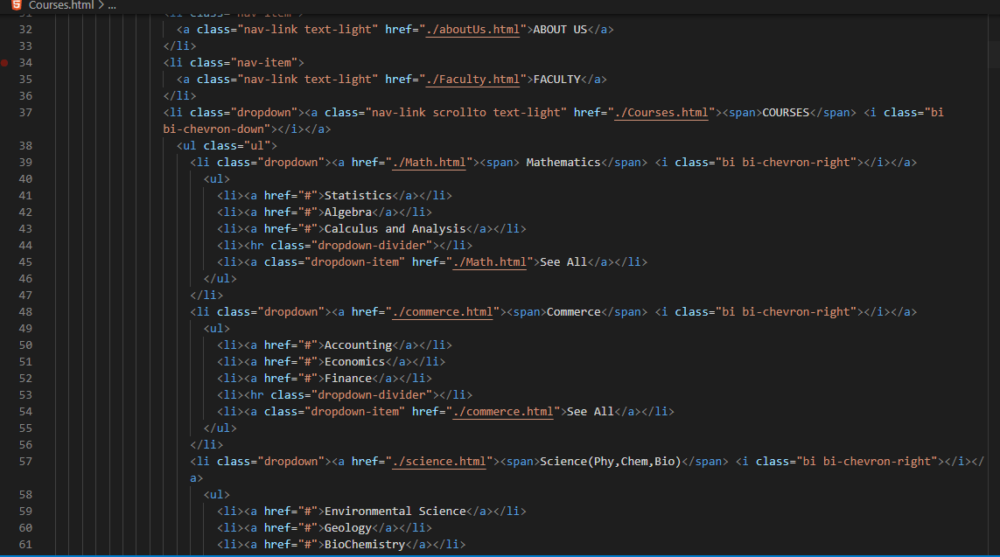 Courses.html > ...
31 <li class="nav-item">
32 <a class="nav-link text-light" href="./aboutUs.html">ABOUT US</a>
33 </li>
34 <li class="nav-item">
35 <a class="nav-link text-light" href="./Faculty.html">FACULTY</a>
36 </li>
37 <li class="dropdown"><a class="nav-link scrollto text-light" href="./Courses.html"><span>COURSES</span> <i class="bi
bi-chevron-down"></i></a>
38 <ul class="ul">
39 <li class="dropdown"><a href="./Math.html"><span> Mathematics</span> <i class="bi bi-chevron-right"></i></a>
40 <ul>
41 <li><a href="#">Statistics</a></li>
42 <li><a href="#">Algebra</a></li>
43 <li><a href="#">Calculus and Analysis</a></li>
44 <li><hr class="dropdown-divider"></li>
45 <li><a class="dropdown-item" href="./Math.html">See All</a></li>
46 </ul>
47 </li>
48 <li class="dropdown"><a href="./commerce.html"><span>Commerce</span> <i class="bi bi-chevron-right"></i></a>
49 <ul>
50 <li><a href="#">Accounting</a></li>
51 <li><a href="#">Economics</a></li>
52 <li><a href="#">Finance</a></li>
53 <li><hr class="dropdown-divider"></li>
54 <li><a class="dropdown-item" href="./commerce.html">See All</a></li>
55 </ul>
56 </li>
57 <li class="dropdown"><a href="./science.html"><span>Science(Phy,Chem,Bio)</span> <i class="bi bi-chevron-right"></i></
a>
58 <ul>
59 <li><a href="#">Environmental Science</a></li>
60 <li><a href="#">Geology</a></li>
61 <li><a href="#">BioChemistry</a></li>